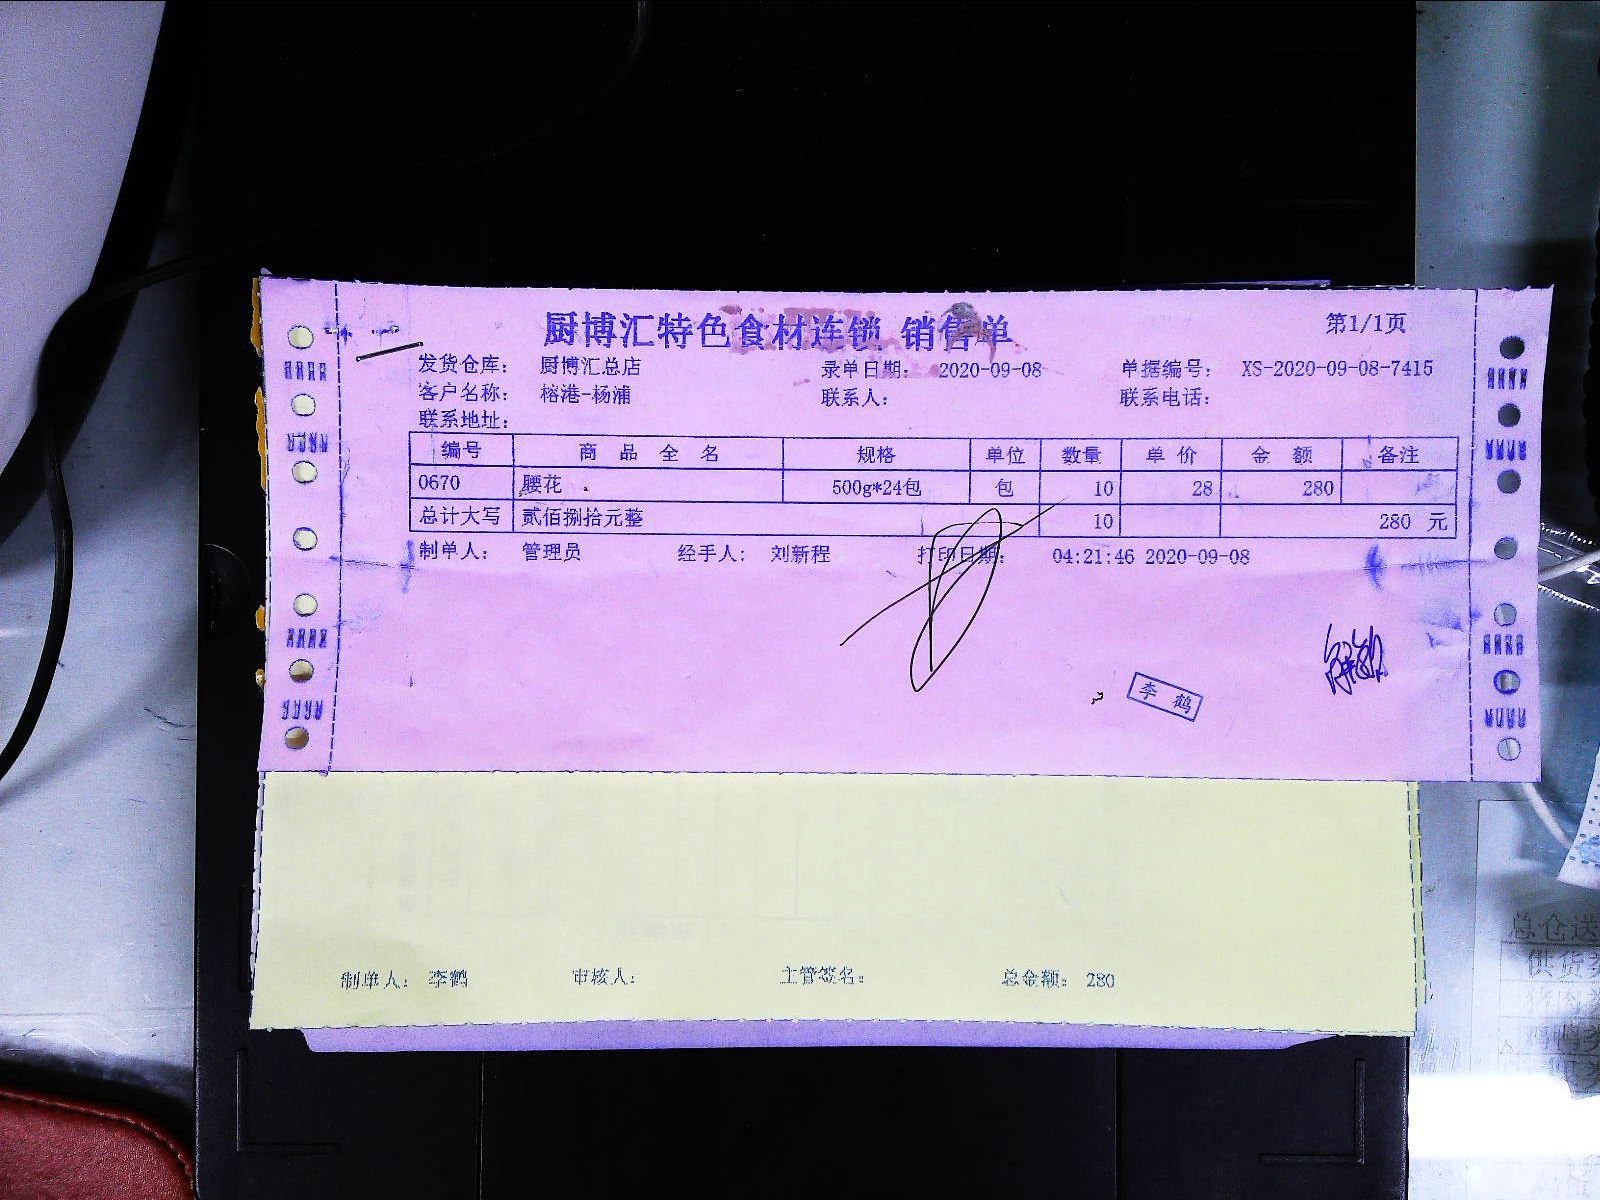 厨博汇特色食材连锁 销售单
第1/1页
发货仓库: 厨博汇总店 录单日期: 2020-09-08 单据编号: XS-2020-09-08-7415
客户名称: 榕港-杨浦 联系人: 联系电话:
联系地址:
编号 商品全名 规格 单位 数量 单价 金额 备注
0670 腰花 500g*24包 包 10 28 280
总计大写 贰佰捌拾元整 10 280 元
制单人: 管理员 经手人: 刘新程 打印日期: 04:21:46 2020-09-08
李鹤
制单人: 李鹤 审核人: 主管签名: 总金额: 280
总仓送
供货